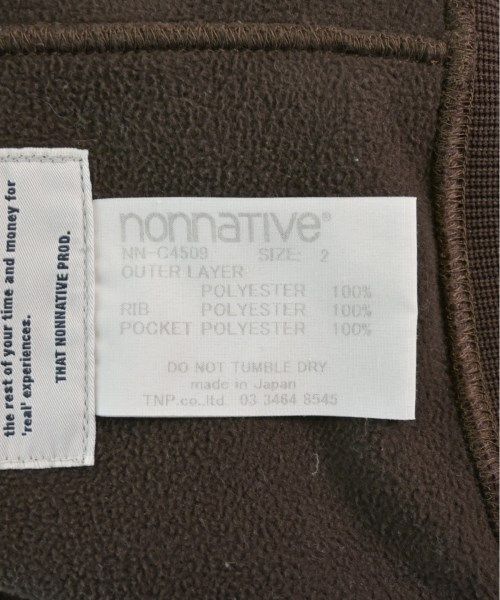 the rest of your time and money for
'real' experiences.
THAT NONNATIVE PROD.
nonnative®
NN-C4509 SIZE: 2
OUTER LAYER
POLYESTER 100%
RIB POLYESTER 100%
POCKET POLYESTER 100%
DO NOT TUMBLE DRY
made in Japan
TNP.co.,ltd. 03 3464 8545